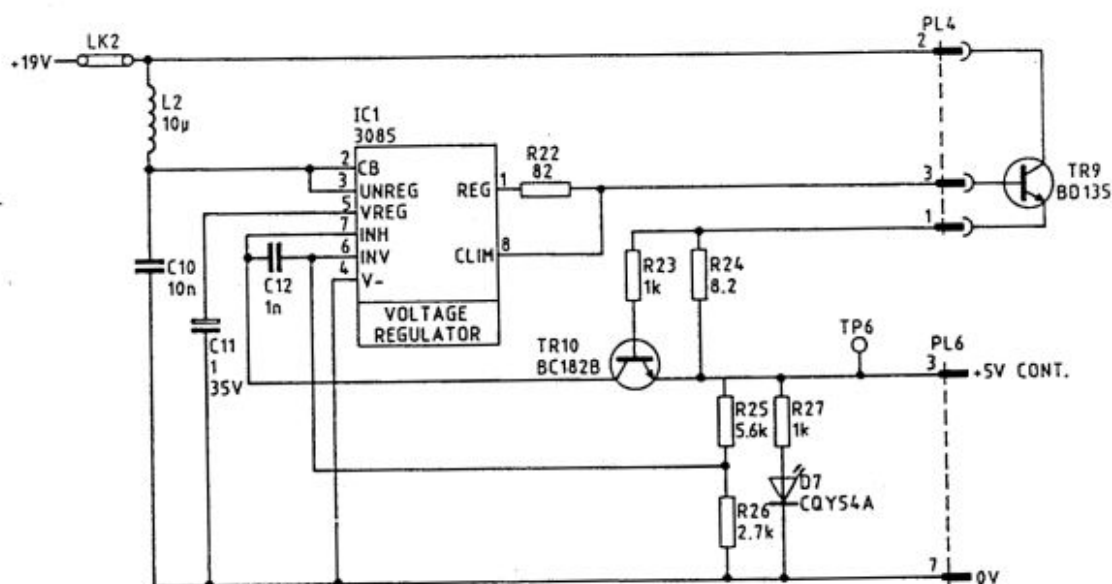 PL4
LK2
2
+19V
L2
10µ
IC1
3085
2 CB
3 UNREG
5 VREG
7 INH
6 INV
4 V-
REG 1
CLIM 8
VOLTAGE
REGULATOR
R22
82
3
TR9
BD135
1
C10
10n
C12
1n
C11
1
35V
R23
1k
R24
8.2
TR10
BC182B
TP6
PL6
3
+5V CONT.
R25
5.6k
R27
1k
D7
CQY54A
R26
2.7k
7
0V